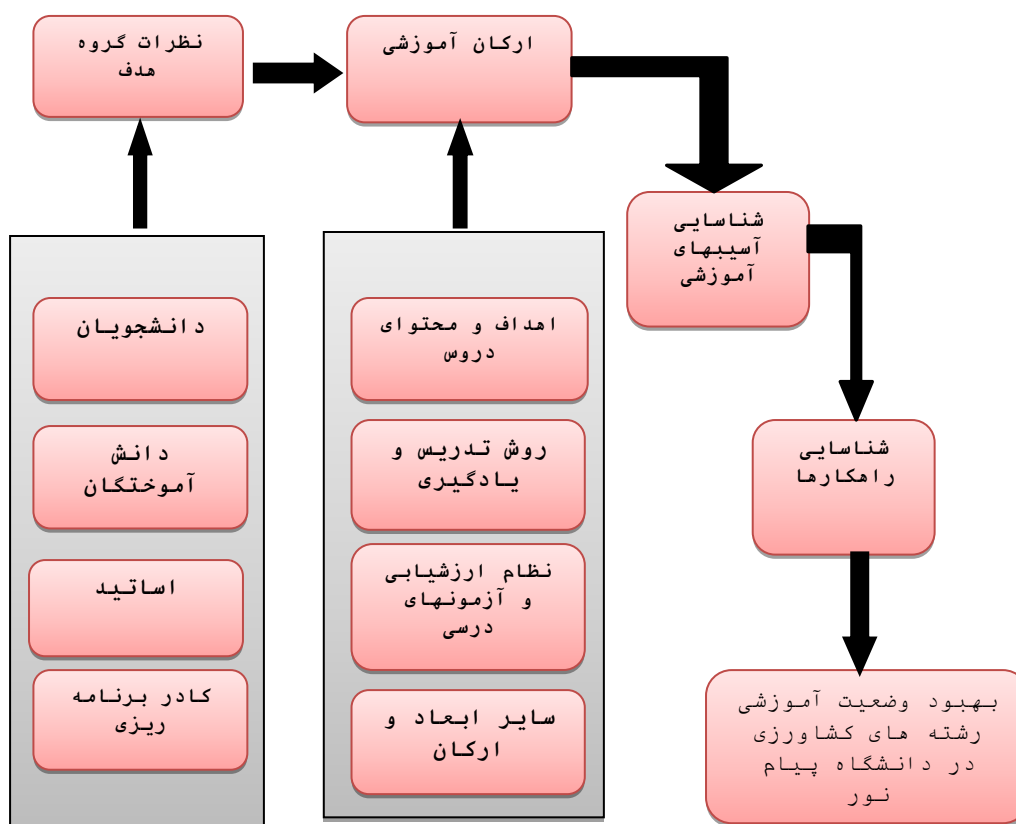 نظرات گروه
هدف
ارکان آموزشی
شناسایی
آسیبهای
آموزشی
شناسایی
راهکارها
بهبود وضعیت آموزشی
رشته های کشاورزی
در دانشگاه پیام
نور
دانشجویان
دانش
آموختگان
اساتید
کادر برنامه
ریزی
اهداف و محتوای
دروس
روش تدریس و
یادگیری
نظام ارزشیابی
و آزمونهای
درسی
سایر ابعاد و
ارکان